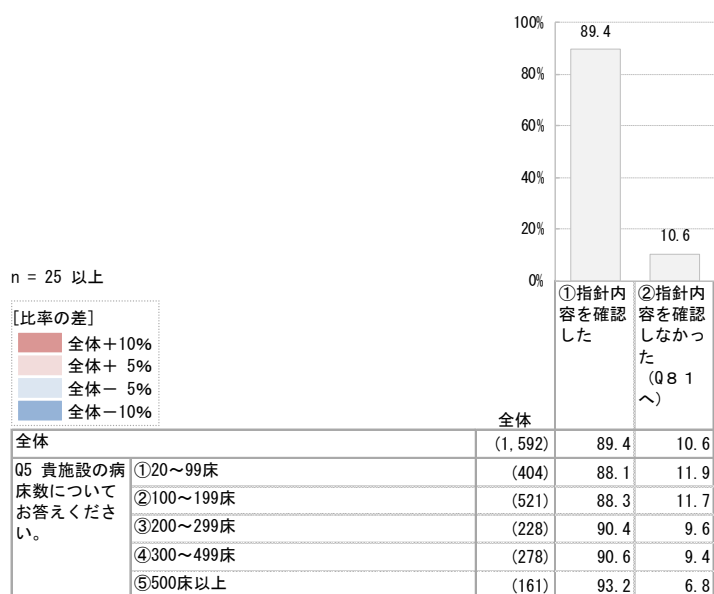 100%
89.4
80%
60%
40%
20%
10.6
0%
n = 25 以上
[比率の差]
全体＋10%
全体＋ 5%
全体－ 5%
全体－10%
①指針内
容を確認
した
②指針内
容を確認
しなかっ
た
（Q８１
へ）
全体
全体 (1,592) 89.4 10.6
Q5 貴施設の病
床数について
お答えくださ
い。
①20～99床 (404) 88.1 11.9
②100～199床 (521) 88.3 11.7
③200～299床 (228) 90.4 9.6
④300～499床 (278) 90.6 9.4
⑤500床以上 (161) 93.2 6.8